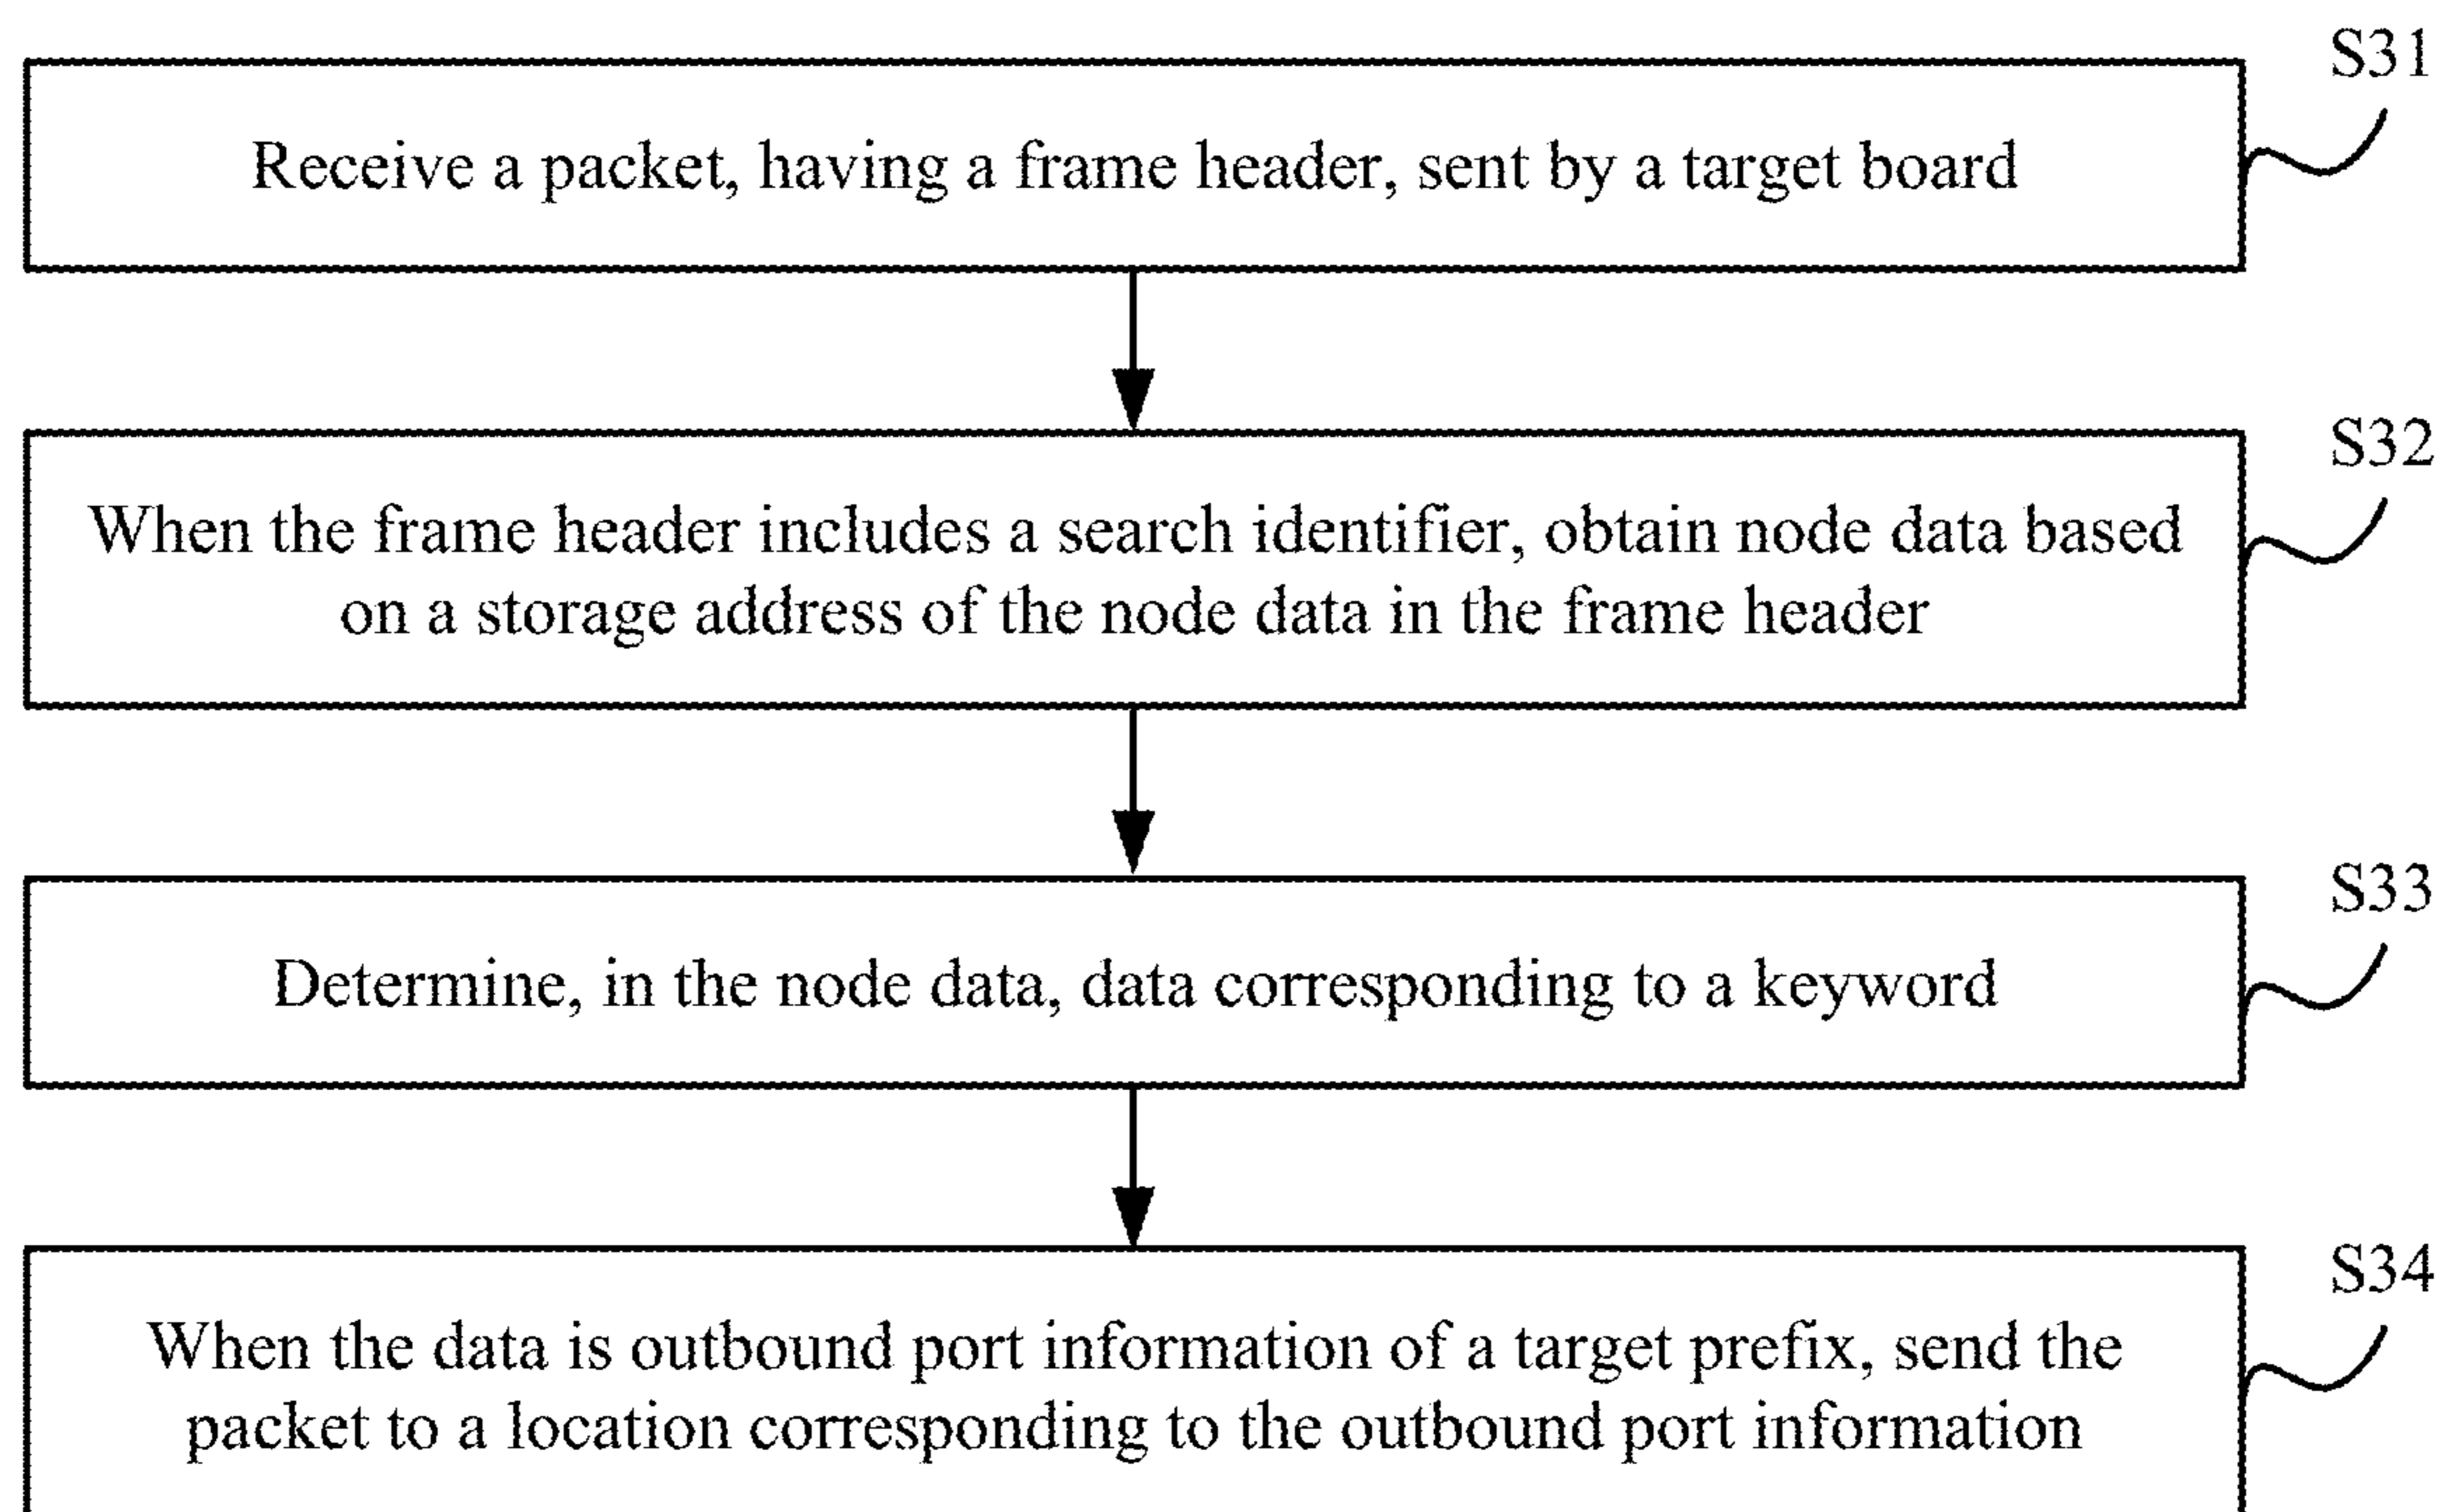 S31
Receive a packet, having a frame header, sent by a target board
S32
When the frame header includes a search identifier, obtain node data based
on a storage address of the node data in the frame header
S33
Determine, in the node data, data corresponding to a keyword
S34
When the data is outbound port information of a target prefix, send the
packet to a location corresponding to the outbound port information